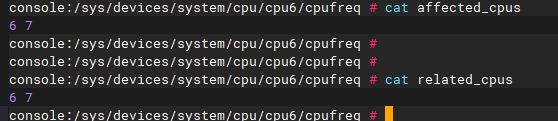 console:/sys/devices/system/cpu/cpu6/cpufreq # cat affected_cpus
6 7
console:/sys/devices/system/cpu/cpu6/cpufreq #
console:/sys/devices/system/cpu/cpu6/cpufreq #
console:/sys/devices/system/cpu/cpu6/cpufreq # cat related_cpus
6 7
console:/sys/devices/system/cpu/cpu6/cpufreq #